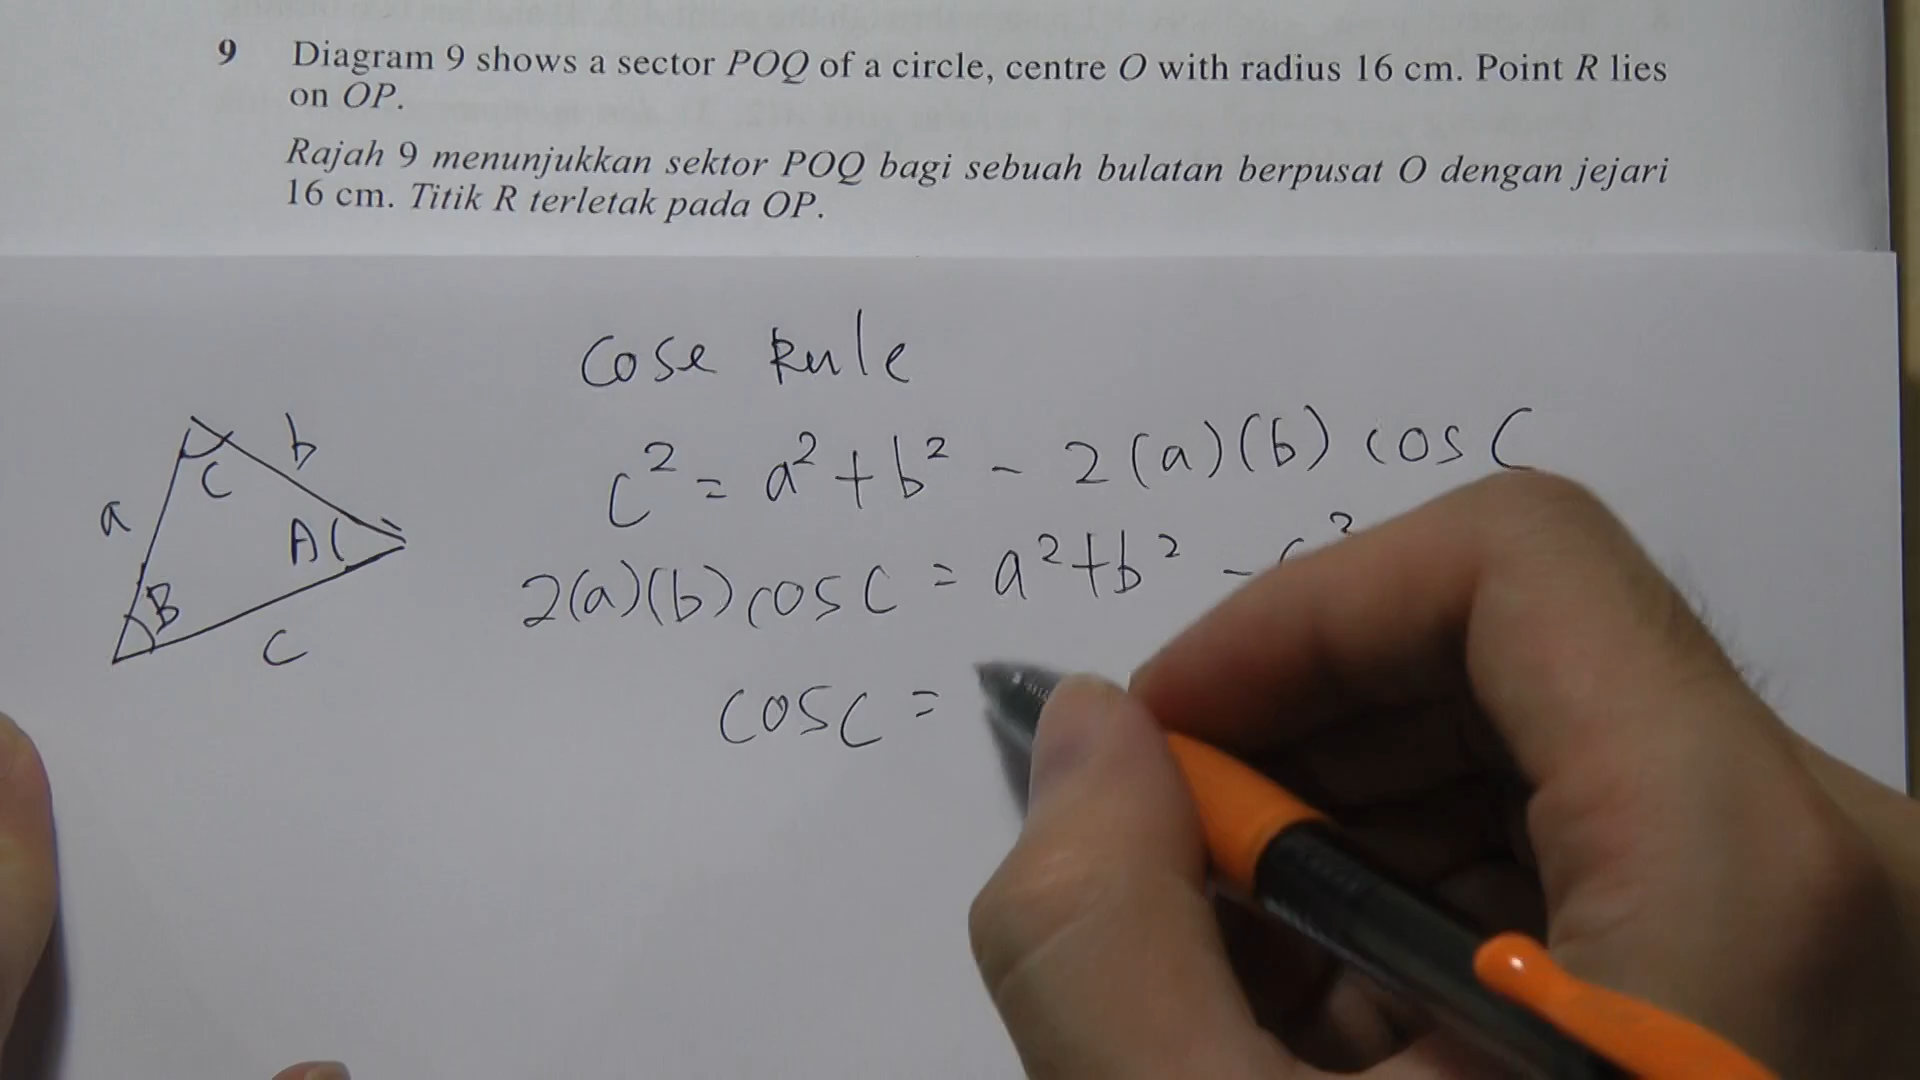 9 Diagram 9 shows a sector POQ of a circle, centre O with radius 16 cm. Point R lies
on OP.
Rajah 9 menunjukkan sektor POQ bagi sebuah bulatan berpusat O dengan jejari
16 cm. Titik R terletak pada OP.
Cose Rule
c² = a² + b² - 2(a)(b) cos C
2(a)(b) cos C = a² + b² - c²
cos C =
a
b
C
A
B
c